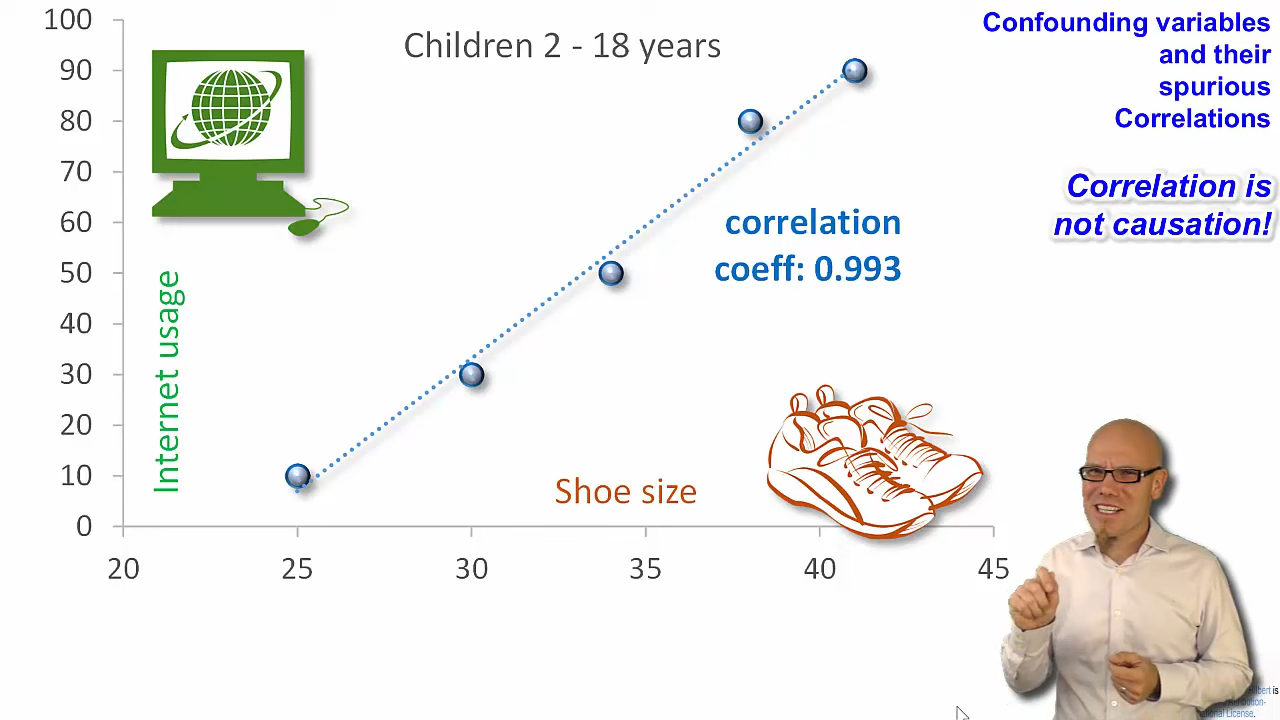 Children 2 - 18 years
Confounding variables
and their
spurious
Correlations
Correlation is
not causation!
100
90
80
70
60
50
40
30
20
10
0
Internet usage
correlation
coeff: 0.993
Shoe size
20 25 30 35 40 45
is
License.